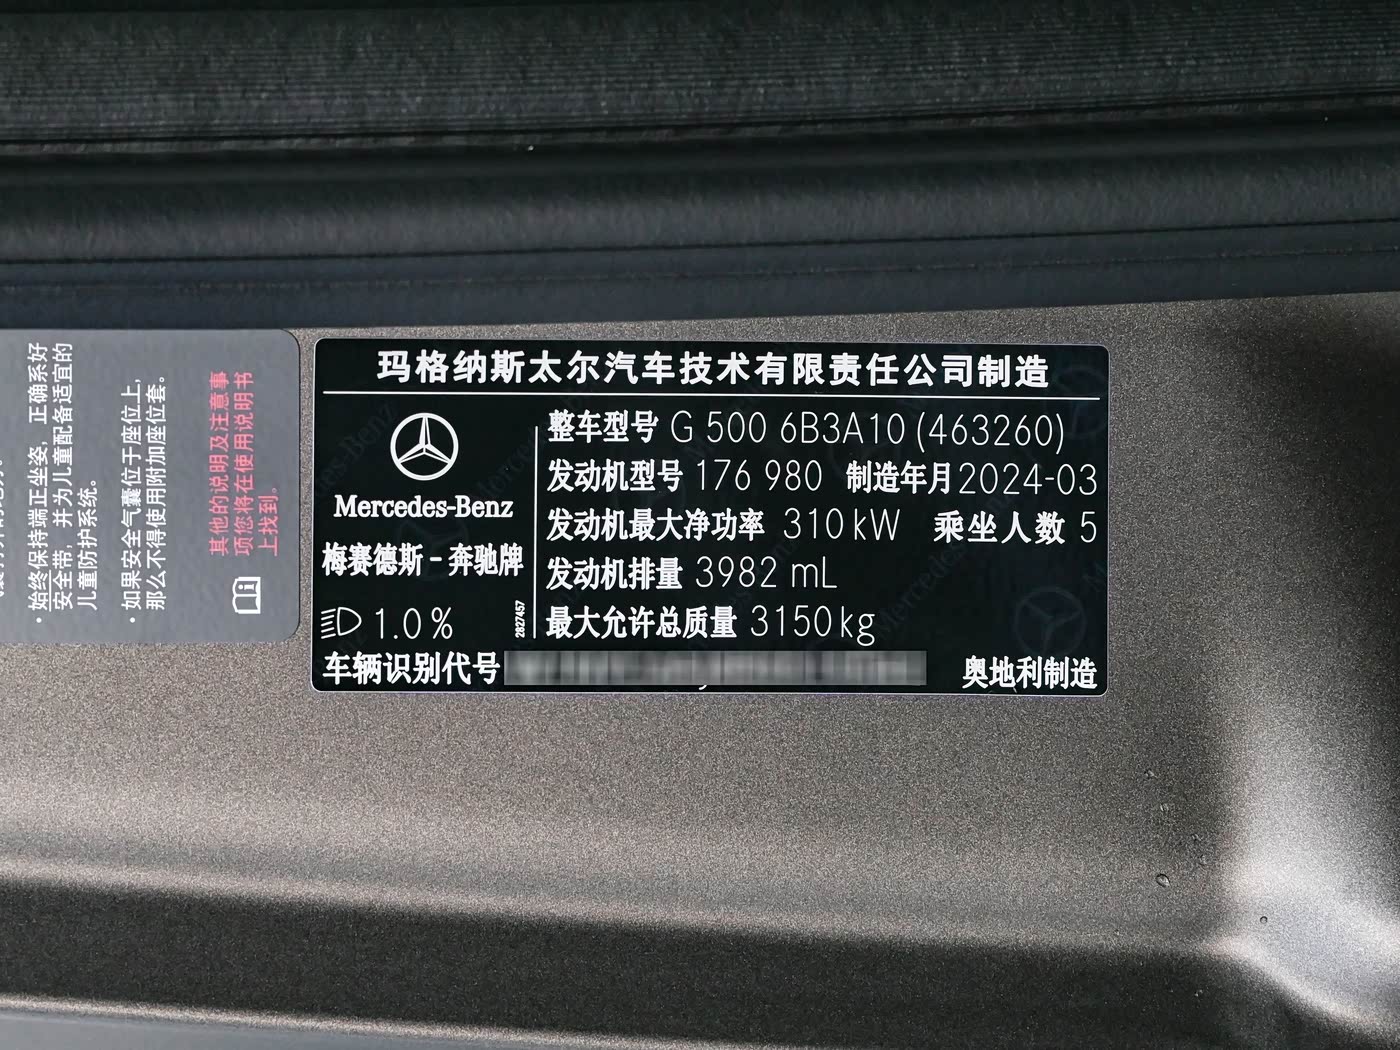 始终保持端正坐姿，正确系好
安全带，并为儿童配备适宜的
儿童防护系统。
· 如果安全气囊位于座位上，
那么不得使用附加座位套。
其他的说明及注意事
项您将在使用说明书
上找到。
玛格纳斯太尔汽车技术有限责任公司制造
Mercedes-Benz
梅赛德斯-奔驰牌
1.0%
2827457
整车型号 G 500 6B3A10 (463260)
发动机型号 176 980 制造年月 2024-03
发动机最大净功率 310 kW 乘坐人数 5
发动机排量 3982 mL
最大允许总质量 3150 kg
车辆识别代号
奥地利制造